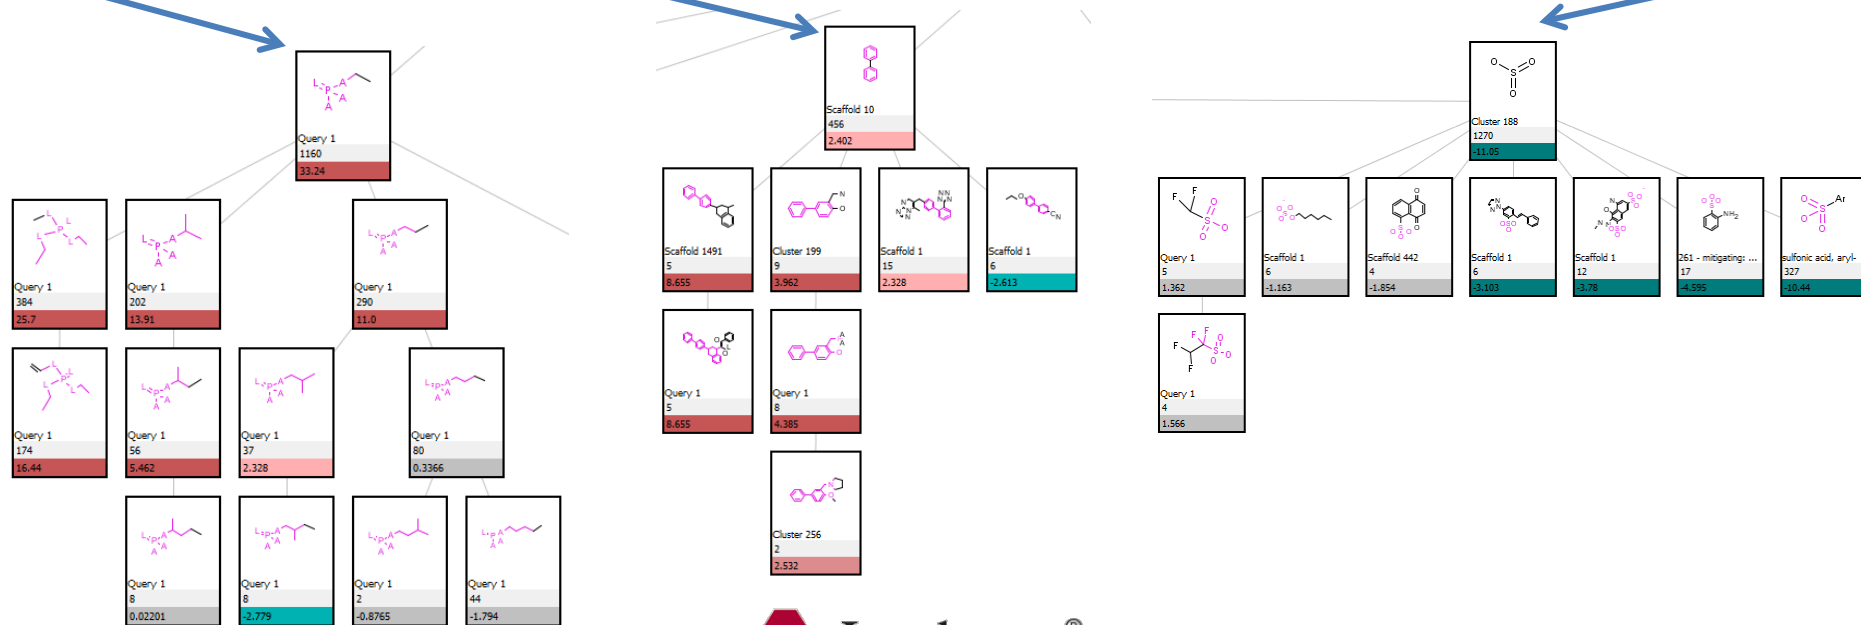 Query 1
1160
33.24
Query 1
384
25.7
Query 1
202
13.91
Query 1
290
11.0
Query 1
174
16.44
Query 1
56
5.462
Query 1
37
2.328
Query 1
80
0.3366
Query 1
8
0.02201
Query 1
8
-2.779
Query 1
2
-0.8765
Query 1
44
-1.794
Scaffold 10
456
2.402
Scaffold 1491
5
8.655
Cluster 199
9
3.962
Scaffold 1
15
2.328
Scaffold 1
6
-2.613
Query 1
5
8.655
Query 1
8
4.385
Cluster 256
2
2.532
Cluster 188
1270
-11.05
Query 1
5
1.362
Scaffold 1
6
-1.163
Scaffold 442
4
-1.854
Scaffold 1
6
-3.103
Scaffold 1
12
-3.78
261 - mitigating: ...
17
-4.595
sulfonic acid, aryl-
327
-10.44
Query 1
4
1.566